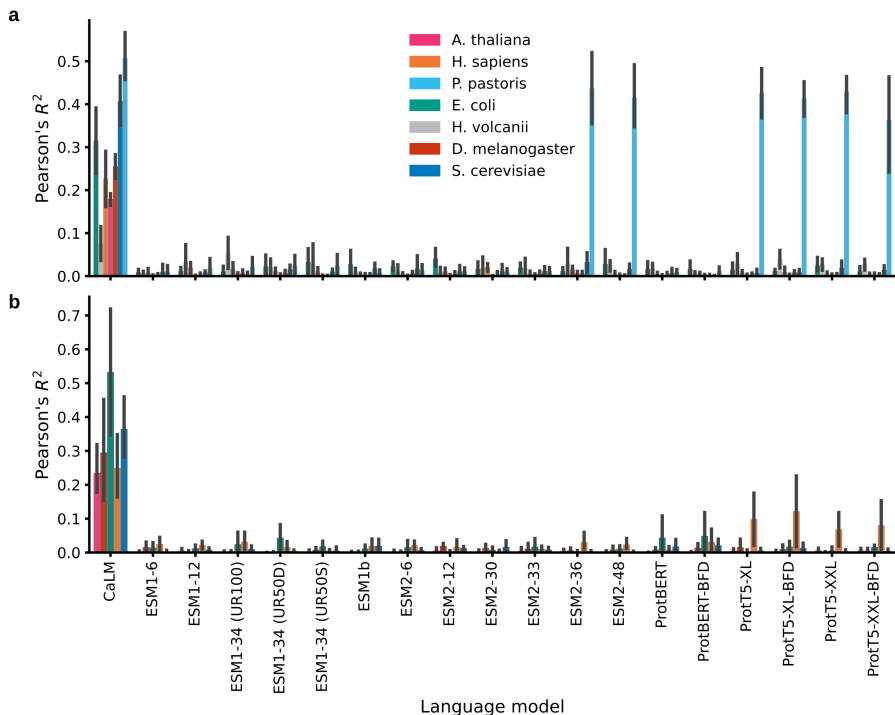 a
0.5
0.4
0.3
0.2
0.1
0.0
Pearson's R²
A. thaliana
H. sapiens
P. pastoris
E. coli
H. volcanii
D. melanogaster
S. cerevisiae
b
0.7
0.6
0.5
0.4
0.3
0.2
0.1
0.0
Pearson's R²
CaLM
ESM1-6
ESM1-12
ESM1-34 (UR100)
ESM1-34 (UR50D)
ESM1-34 (UR50S)
ESM1b
ESM2-6
ESM2-12
ESM2-30
ESM2-33
ESM2-36
ESM2-48
ProtBERT
ProtBERT-BFD
ProtT5-XL
ProtT5-XL-BFD
ProtT5-XXL
ProtT5-XXL-BFD
Language model